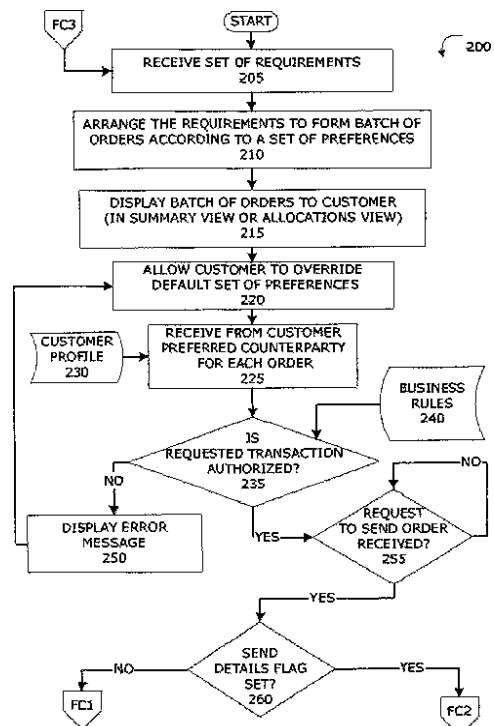 FC3
START
200
RECEIVE SET OF REQUIREMENTS
205
ARRANGE THE REQUIREMENTS TO FORM BATCH OF
ORDERS ACCORDING TO A SET OF PREFERENCES
210
DISPLAY BATCH OF ORDERS TO CUSTOMER
(IN SUMMARY VIEW OR ALLOCATIONS VIEW)
215
ALLOW CUSTOMER TO OVERRIDE
DEFAULT SET OF PREFERENCES
220
CUSTOMER
PROFILE
230
RECEIVE FROM CUSTOMER
PREFERRED COUNTERPARTY
FOR EACH ORDER
225
BUSINESS
RULES
240
IS
REQUESTED TRANSACTION
AUTHORIZED?
235
NO
NO
DISPLAY ERROR
MESSAGE
250
YES
REQUEST
TO SEND ORDER
RECEIVED?
255
YES
SEND
DETAILS FLAG
SET?
260
NO
YES
FC1
FC2